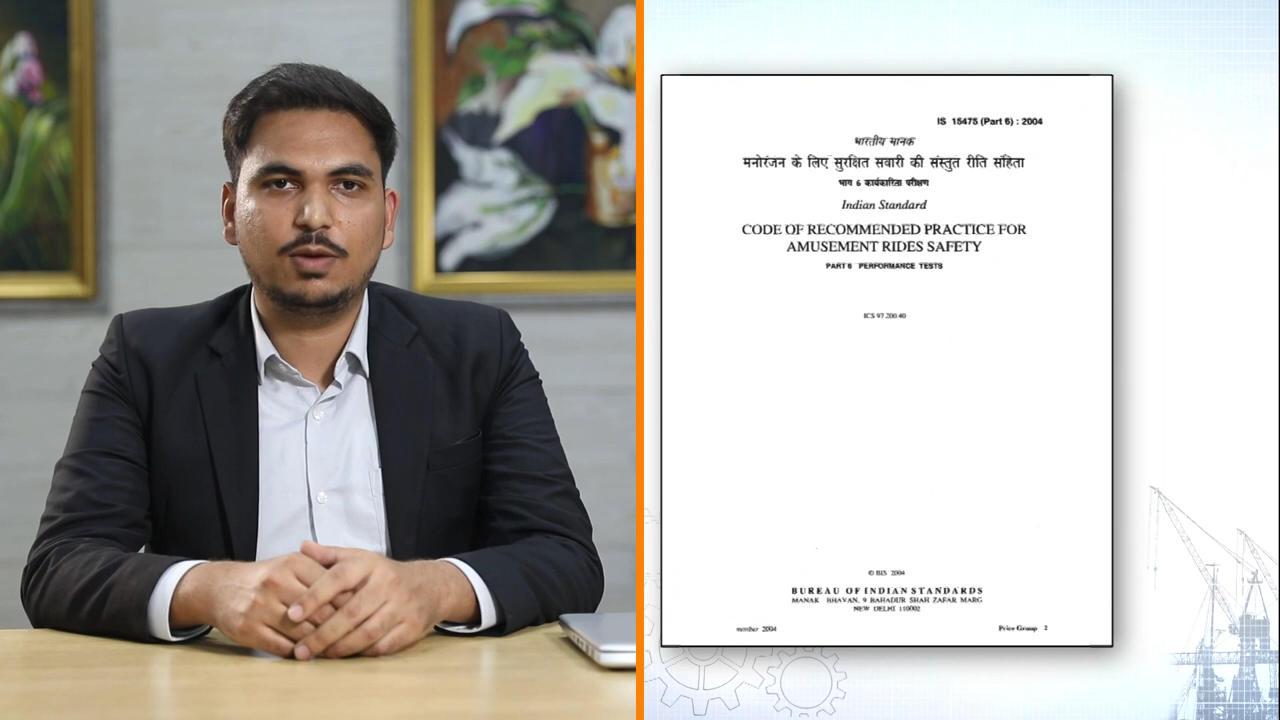 IS 15475 (Part 6) : 2004
भारतीय मानक
मनोरंजन के लिए सुरक्षित सवारी की संस्तुत रीति संहिता
भाग 6 कार्यकारिता परीक्षण
Indian Standard
CODE OF RECOMMENDED PRACTICE FOR
AMUSEMENT RIDES SAFETY
PART 6 PERFORMANCE TESTS
ICS 97.200.40
© BIS 2004
BUREAU OF INDIAN STANDARDS
MANAK BHAVAN, 9 BAHADUR SHAH ZAFAR MARG
NEW DELHI 110002
member 2004
Price Group 2